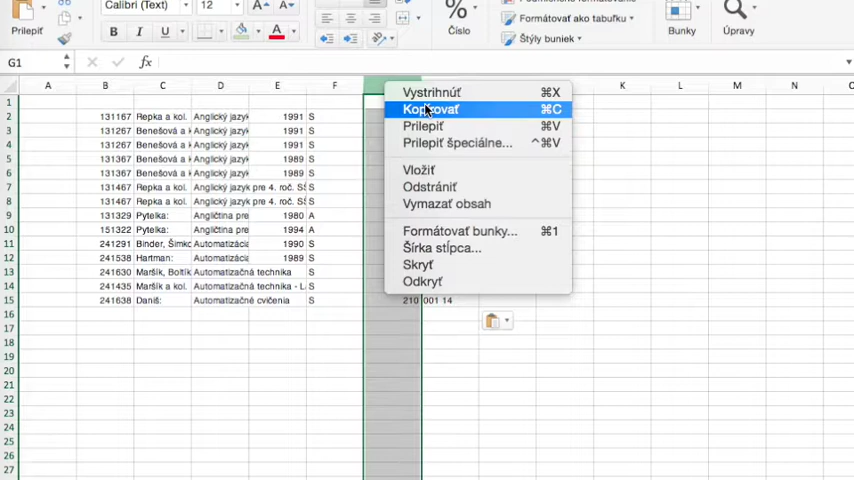 Calibri (Text) 12 A A
Podmienené formátovanie
Prilepiť B I U A % Číslo Formátovať ako tabuľku Bunky Úpravy
Štýly buniek
G1 fx
A B C D E F K L M N
1
2 131167 Repka a kol. Anglický jazyk 1991 S
3 131267 Benešová a k Anglický jazyk 1991 S
4 131267 Benešová a k Anglický jazyk 1991 S
5 131367 Benešová a k Anglický jazyk 1989 S
6 131367 Benešová a k Anglický jazyk 1989 S
7 131467 Repka a kol. Anglický jazyk pre 4. roč. SŠ S
8 131467 Repka a kol. Anglický jazyk pre 4. roč. SŠ S
9 131329 Pytelka: Angličtina pre 1980 A
10 151322 Pytelka: Angličtina pre 1994 A
11 241291 Binder, Šimko Automatizácia 1990 S
12 241538 Hartman: Automatizácia 1989 S
13 241630 Maršík, Boltík Automatizačná technika S
14 241435 Maršík a kol. Automatizačná technika - La S
15 241638 Daniš: Automatizačné cvičenia S 210 001 14
16
17
18
19
20
21
22
23
24
25
26
27
Vystrihnúť ⌘X
Kopírovať ⌘C
Prilepiť ⌘V
Prilepiť špeciálne... ^⌘V
Vložiť
Odstrániť
Vymazať obsah
Formátovať bunky... ⌘1
Šírka stĺpca...
Skryť
Odkryť